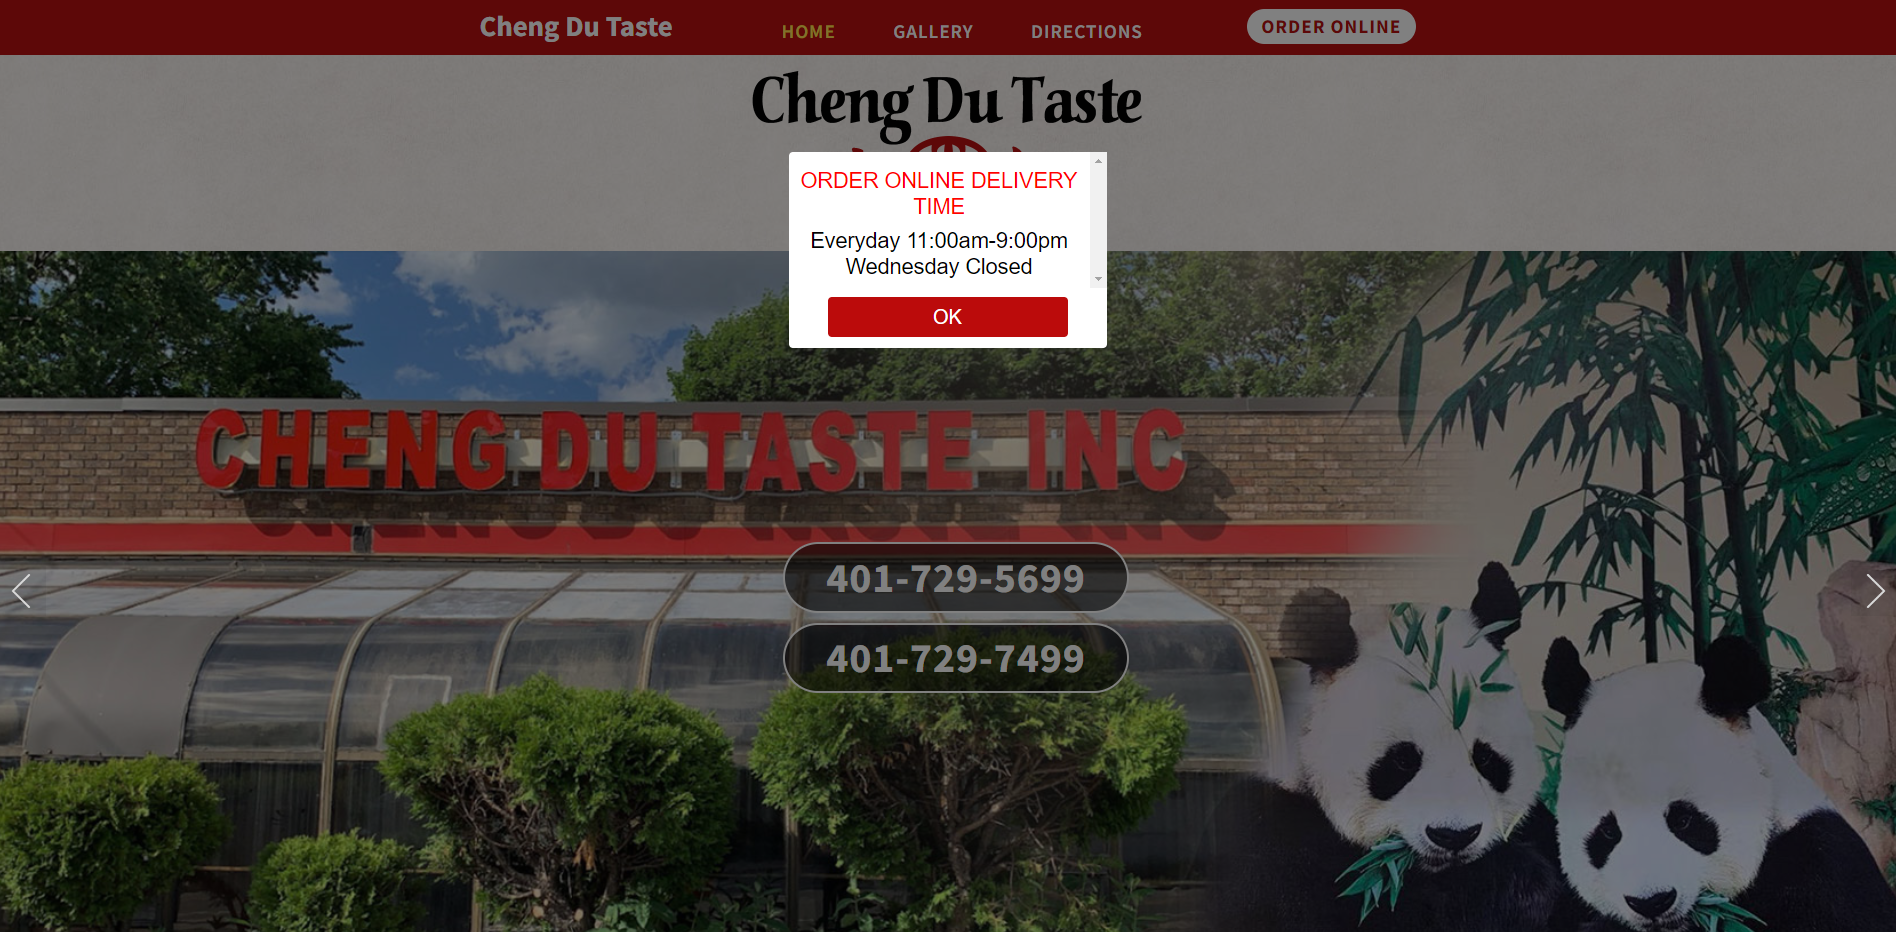 Cheng Du Taste
HOME
GALLERY
DIRECTIONS
ORDER ONLINE
Cheng Du Taste
ORDER ONLINE DELIVERY
TIME
Everyday 11:00am-9:00pm
Wednesday Closed
OK
CHENG DU TASTE INC
401-729-5699
401-729-7499